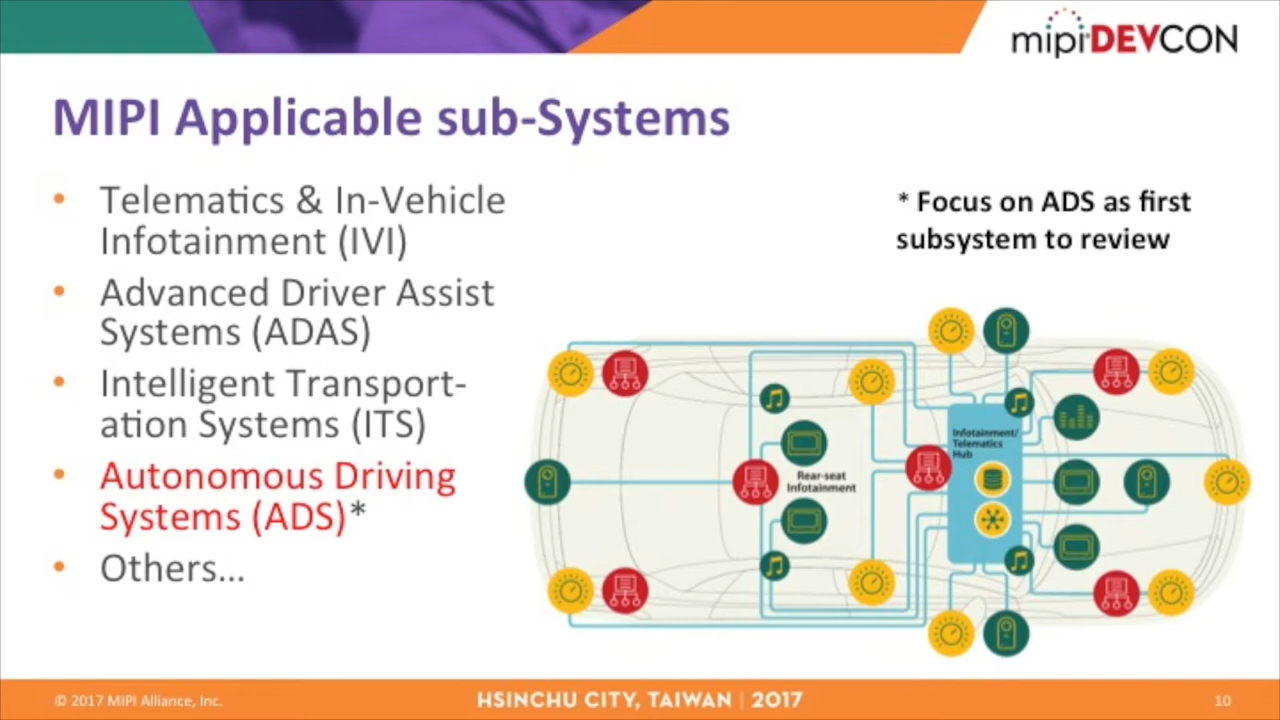 mipi DEVCON
MIPI Applicable sub-Systems
• Telematics & In-Vehicle
Infotainment (IVI)
• Advanced Driver Assist
Systems (ADAS)
• Intelligent Transport-
ation Systems (ITS)
• Autonomous Driving
Systems (ADS)*
• Others...
* Focus on ADS as first
subsystem to review
Infotainment/
Telematics
Hub
Rear-seat
Infotainment
© 2017 MIPI Alliance, Inc.
HSINCHU CITY, TAIWAN | 2017
10